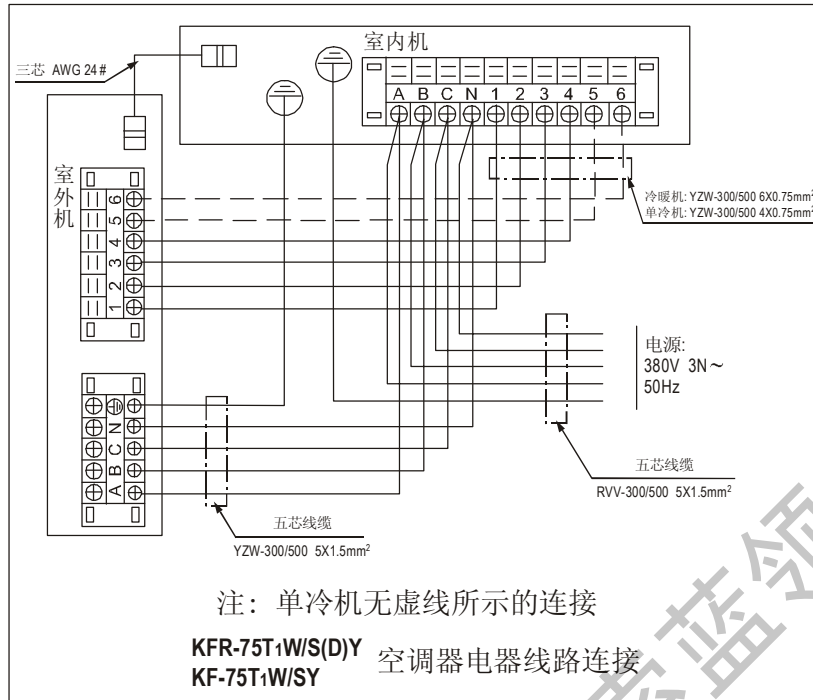 室内机
三芯 AWG 24#
A B C N 1 2 3 4 5 6
室外机
6
5
4
3
2
1
冷暖机: YZW-300/500 6X0.75mm²
单冷机: YZW-300/500 4X0.75mm²
电源:
380V 3N～
50Hz
N
C
B
A
五芯线缆
RVV-300/500 5X1.5mm²
五芯线缆
YZW-300/500 5X1.5mm²
注: 单冷机无虚线所示的连接
KFR-75T1W/S(D)Y
KF-75T1W/SY
空调器电器线路连接
蓝领